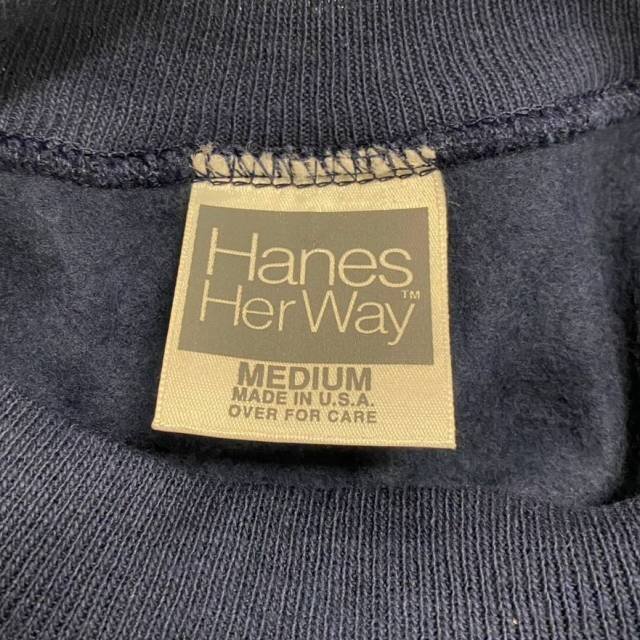 Hanes
Her Way™
MEDIUM
MADE IN U.S.A.
OVER FOR CARE